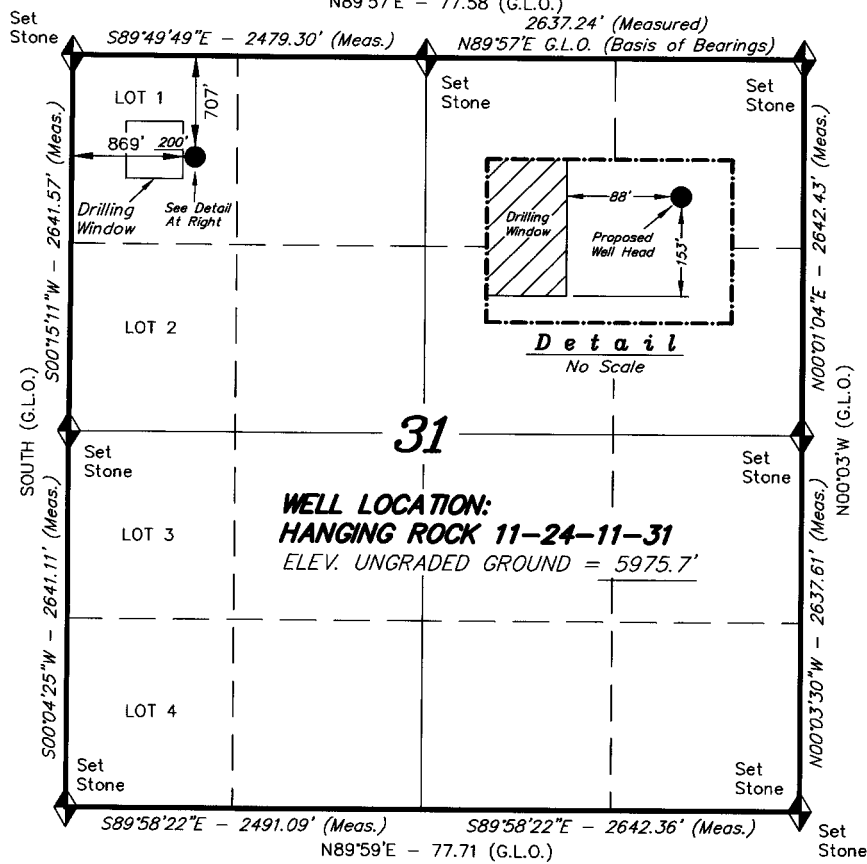 N89°57'E - 77.58 (G.L.O.)
Set
Stone
S89°49'49"E - 2479.30' (Meas.)
2637.24' (Measured)
N89°57'E G.L.O. (Basis of Bearings)
Set
Stone
Set
Stone
LOT 1
707'
869'
200'
Drilling
Window
See Detail
At Right
Drilling
Window
88'
Proposed
Well Head
153'
Detail
No Scale
S00°15'11"W - 2641.57' (Meas.)
N00°01'04"E - 2642.43' (Meas.)
LOT 2
SOUTH (G.L.O.)
N00°03'W (G.L.O.)
31
Set
Stone
Set
Stone
WELL LOCATION:
HANGING ROCK 11-24-11-31
ELEV. UNGRADED GROUND = 5975.7'
LOT 3
S00°04'25"W - 2641.11' (Meas.)
N00°03'30"W - 2637.61' (Meas.)
LOT 4
Set
Stone
Set
Stone
S89°58'22"E - 2491.09' (Meas.)
S89°58'22"E - 2642.36' (Meas.)
Set
Stone
N89°59'E - 77.71 (G.L.O.)